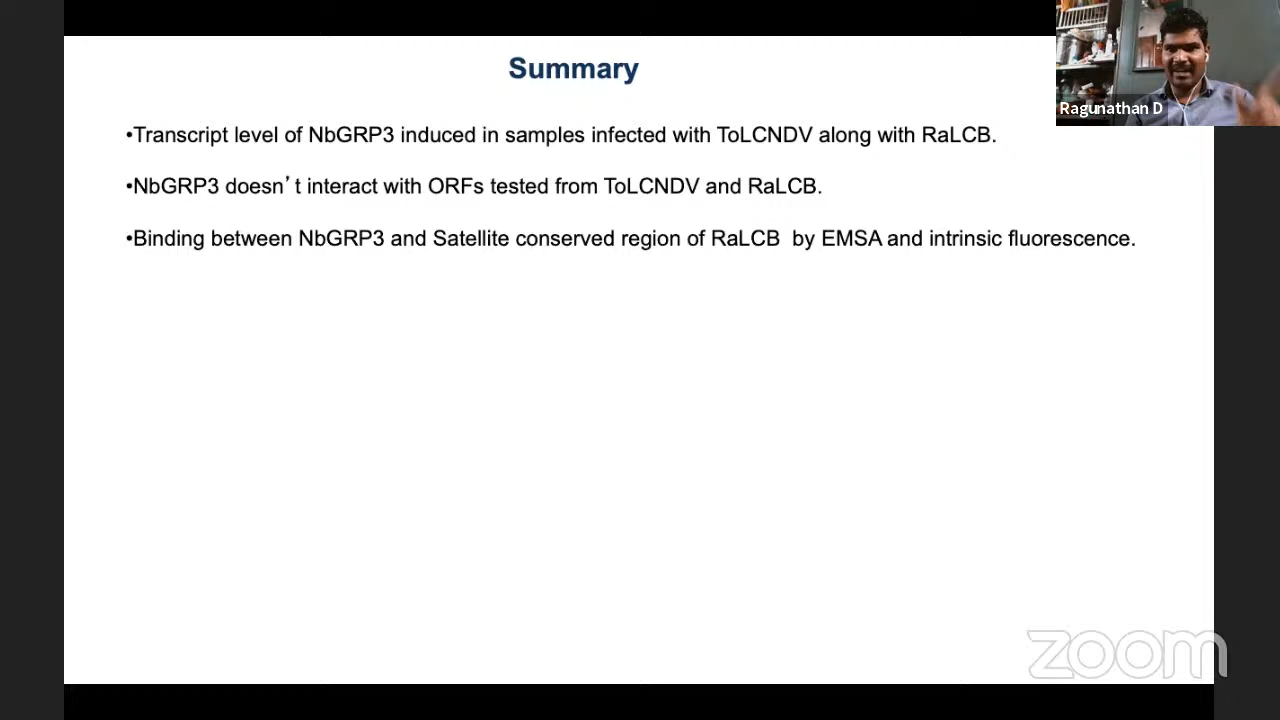 Summary
Ragunathan D
•Transcript level of NbGRP3 induced in samples infected with ToLCNDV along with RaLCB.
•NbGRP3 doesn’t interact with ORFs tested from ToLCNDV and RaLCB.
•Binding between NbGRP3 and Satellite conserved region of RaLCB by EMSA and intrinsic fluorescence.
zoom